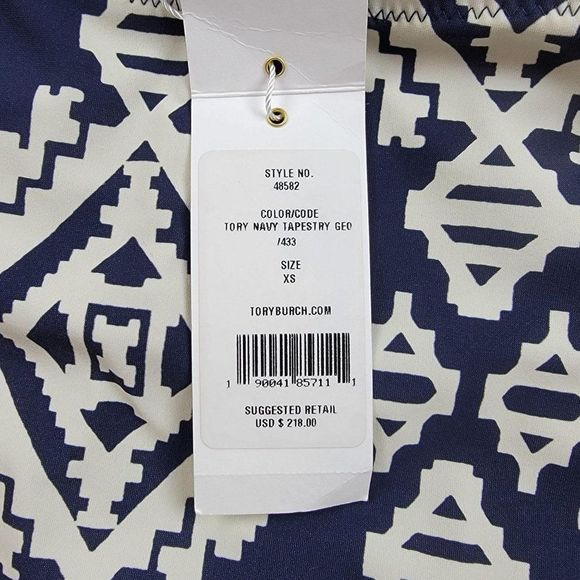 STYLE NO.
48582
COLOR/CODE
TORY NAVY TAPESTRY GEO
/433
SIZE
XS
TORYBURCH.COM
1 90041 85711 1
SUGGESTED RETAIL
USD $ 218.00